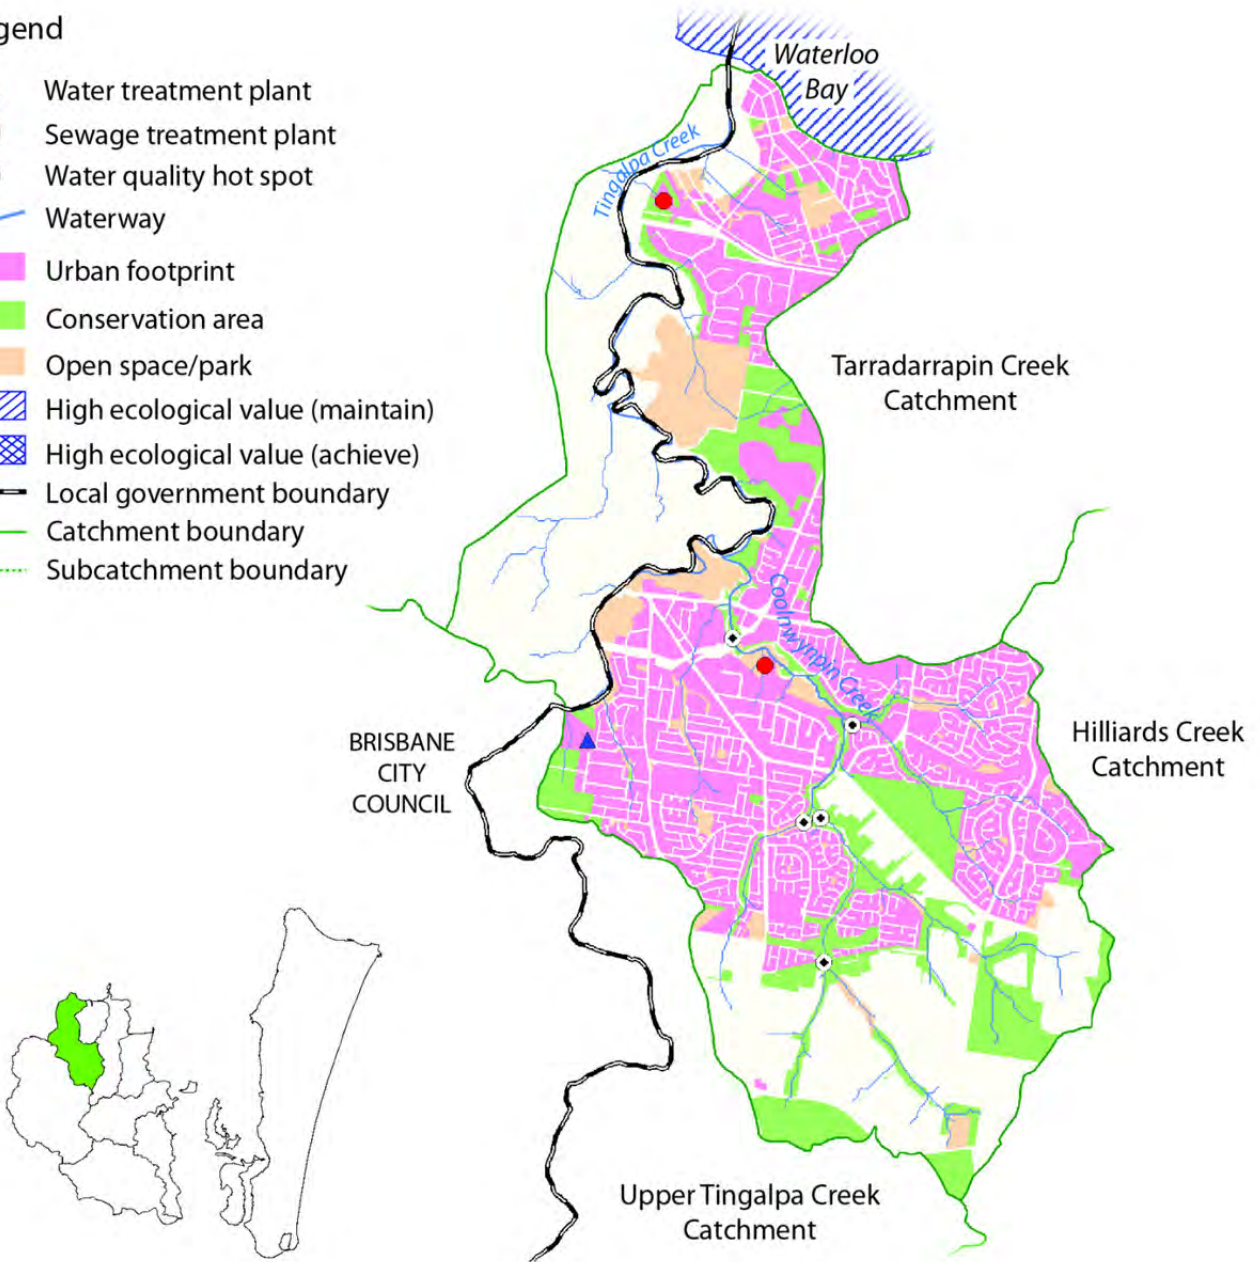 gend
Water treatment plant
Sewage treatment plant
Water quality hot spot
Waterway
Urban footprint
Conservation area
Open space/park
High ecological value (maintain)
High ecological value (achieve)
Local government boundary
Catchment boundary
Subcatchment boundary
Waterloo
Bay
Tingalpa Creek
Tarradarrapin Creek
Catchment
Coolnwynpin Creek
BRISBANE
CITY
COUNCIL
Hilliards Creek
Catchment
Upper Tingalpa Creek
Catchment